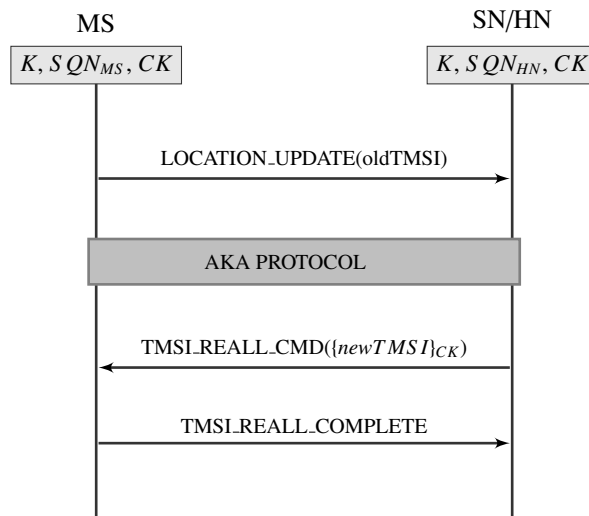 MS SN/HN
K, SQN_MS, CK K, SQN_HN, CK
LOCATION_UPDATE(oldTMSI)
AKA PROTOCOL
TMSI_REALL_CMD({newTMSI}_CK)
TMSI_REALL_COMPLETE